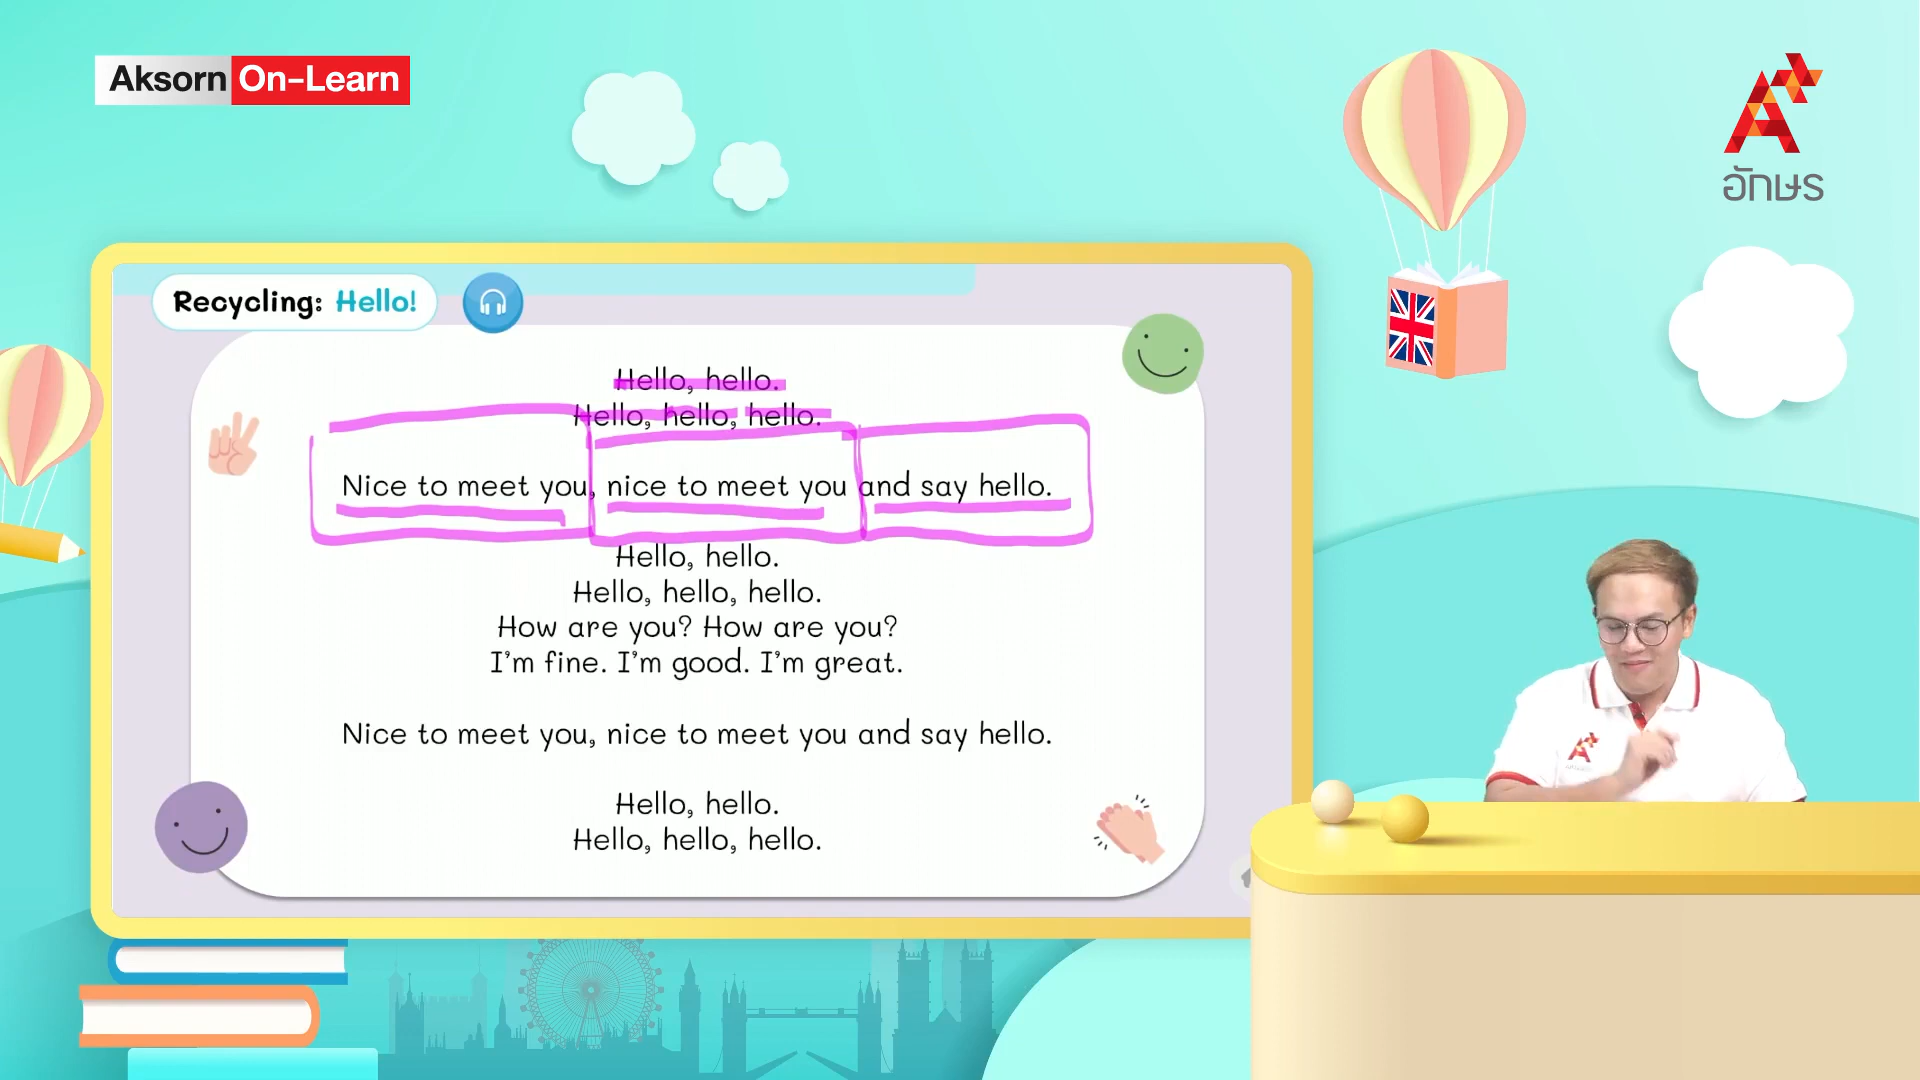 Aksorn On-Learn
อักษร
Recycling: Hello!
Hello, hello.
Hello, hello, hello.
Nice to meet you, nice to meet you and say hello.
Hello, hello.
Hello, hello, hello.
How are you? How are you?
I'm fine. I'm good. I'm great.
Nice to meet you, nice to meet you and say hello.
Hello, hello.
Hello, hello, hello.